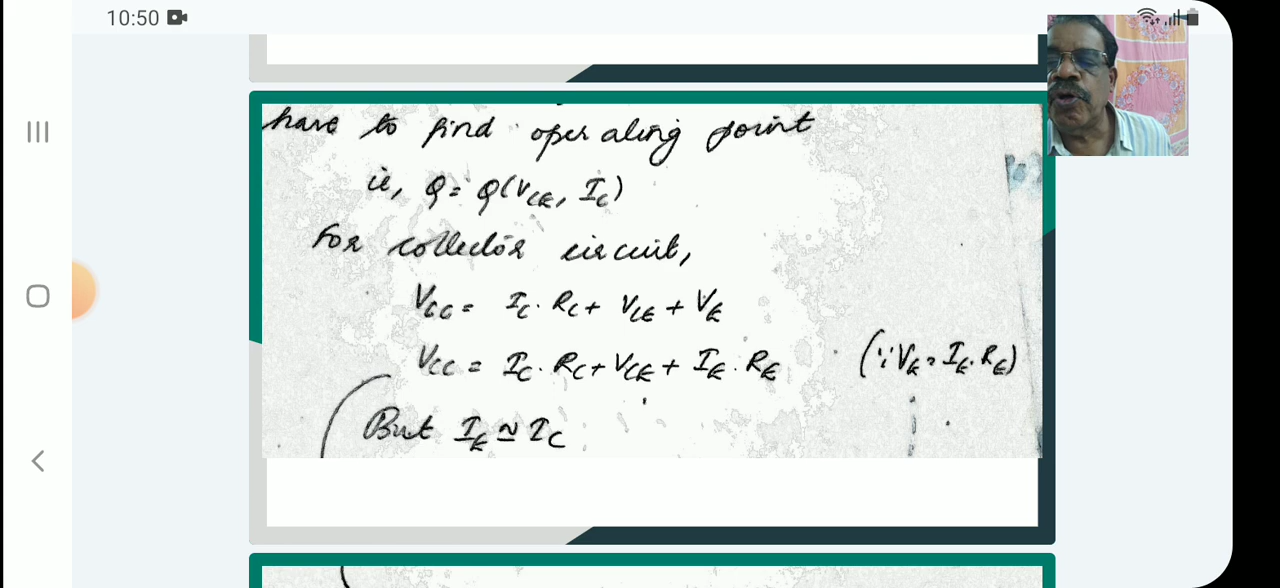 10:50
have to find operating point
ie, Q = Q(VCE, IC)
For collector circuit,
VCC = IC . RC + VCE + VE
VCC = IC . RC + VCE + IE . RE (∵ VE = IE . RE)
But IE ≃ IC